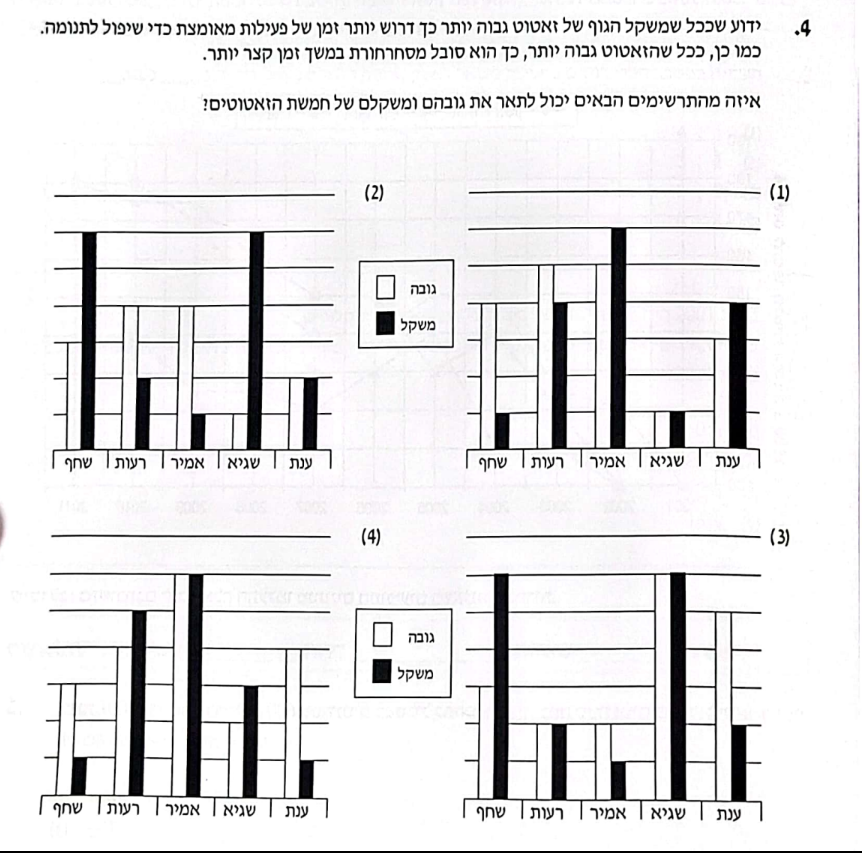 4. ידוע שככל שמשקל הגוף של זאטוט גבוה יותר כך דרוש יותר זמן של פעילות מאומצת כדי שיפול לתנומה.
כמו כן, ככל שהזאטוט גבוה יותר, כך הוא סובל מסחרחורת במשך זמן קצר יותר.
איזה מהתרשימים הבאים יכול לתאר את גובהם ומשקלם של חמשת הזאטוטים?
(1)
ענת שגיא אמיר רעות שחף
גובה
משקל
(2)
ענת שגיא אמיר רעות שחף
(3)
ענת שגיא אמיר רעות שחף
גובה
משקל
(4)
ענת שגיא אמיר רעות שחף